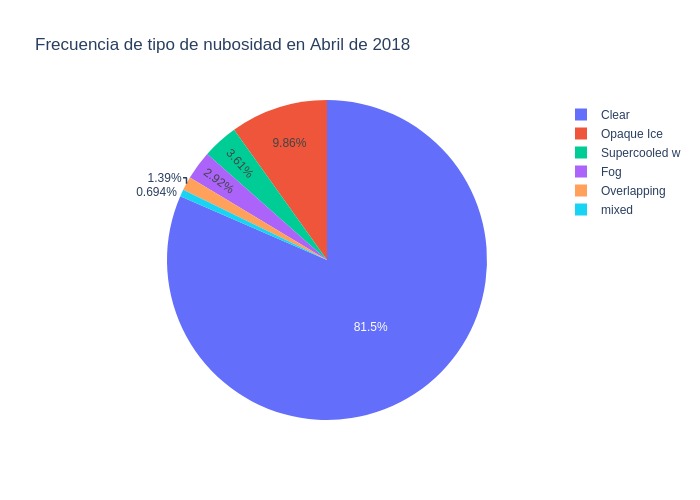 Frecuencia de tipo de nubosidad en Abril de 2018
Clear
Opaque Ice
Supercooled w
Fog
Overlapping
mixed
9.86%
3.61%
2.92%
1.39%
0.694%
81.5%